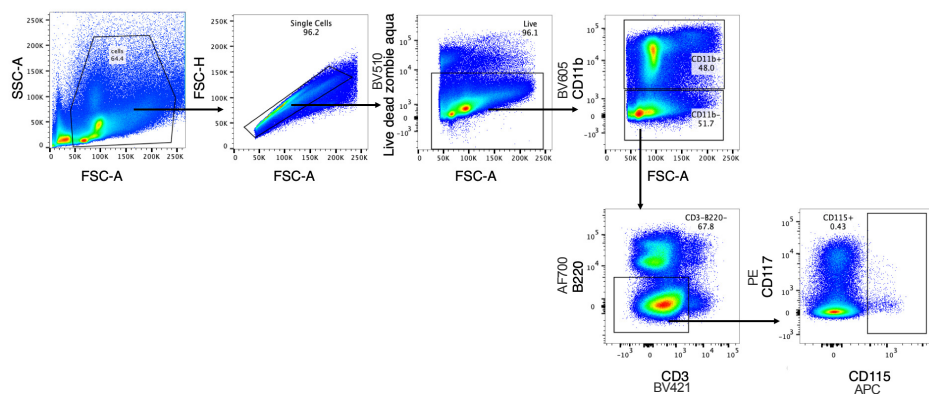 SSC-A
250K
200K
150K
100K
50K
0
cells
64.4
0 50K 100K 150K 200K 250K
FSC-A
FSC-H
250K
200K
150K
100K
50K
0
Single Cells
96.2
0 50K 100K 150K 200K 250K
FSC-A
BV510
Live dead zombie aqua
10^5
10^4
10^3
0
-10^3
Live
96.1
0 50K 100K 150K 200K 250K
FSC-A
BV605
CD11b
10^5
10^4
10^3
0
-10^3
CD11b+
48.0
CD11b-
51.7
0 50K 100K 150K 200K 250K
FSC-A
AF700
B220
10^5
10^4
0
CD3-B220-
67.8
-10^3 0 10^3 10^4 10^5
CD3
BV421
PE
CD117
10^5
10^4
10^3
0
CD115+
0.43
0 10^3
CD115
APC